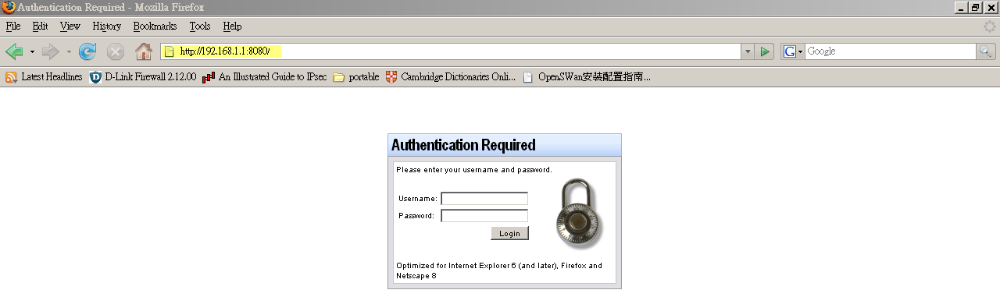 Authentication Required - Mozilla Firefox
File Edit View History Bookmarks Tools Help
http://192.168.1.1:8080/ G Google
Latest Headlines D-Link Firewall 2.12.00 An Illustrated Guide to IPsec portable Cambridge Dictionaries Onli... OpenSWan安装配置指南...
Authentication Required
Please enter your username and password.
Username:
Password:
Login
Optimized for Internet Explorer 6 (and later), Firefox and
Netscape 8